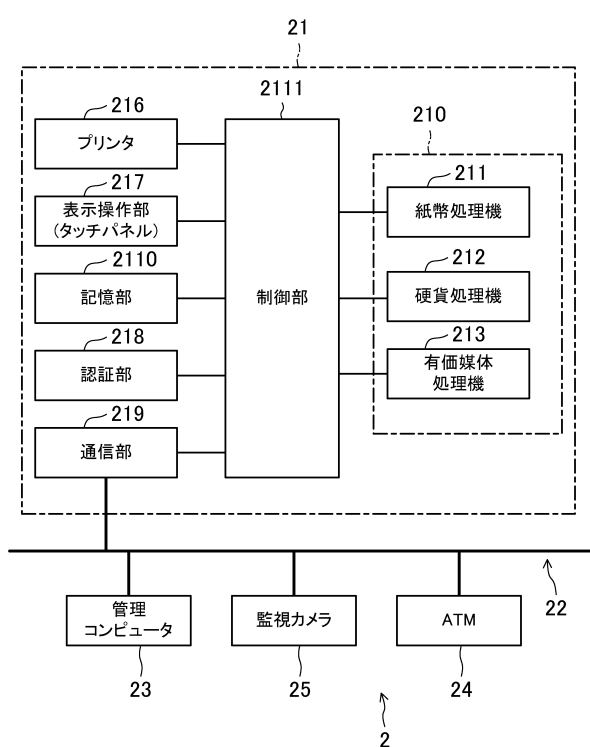 21
216
プリンタ
217
表示操作部
(タッチパネル)
2110
記憶部
218
認証部
219
通信部
2111
制御部
210
211
紙幣処理機
212
硬貨処理機
213
有価媒体
処理機
22
管理
コンピュータ
23
監視カメラ
25
ATM
24
2